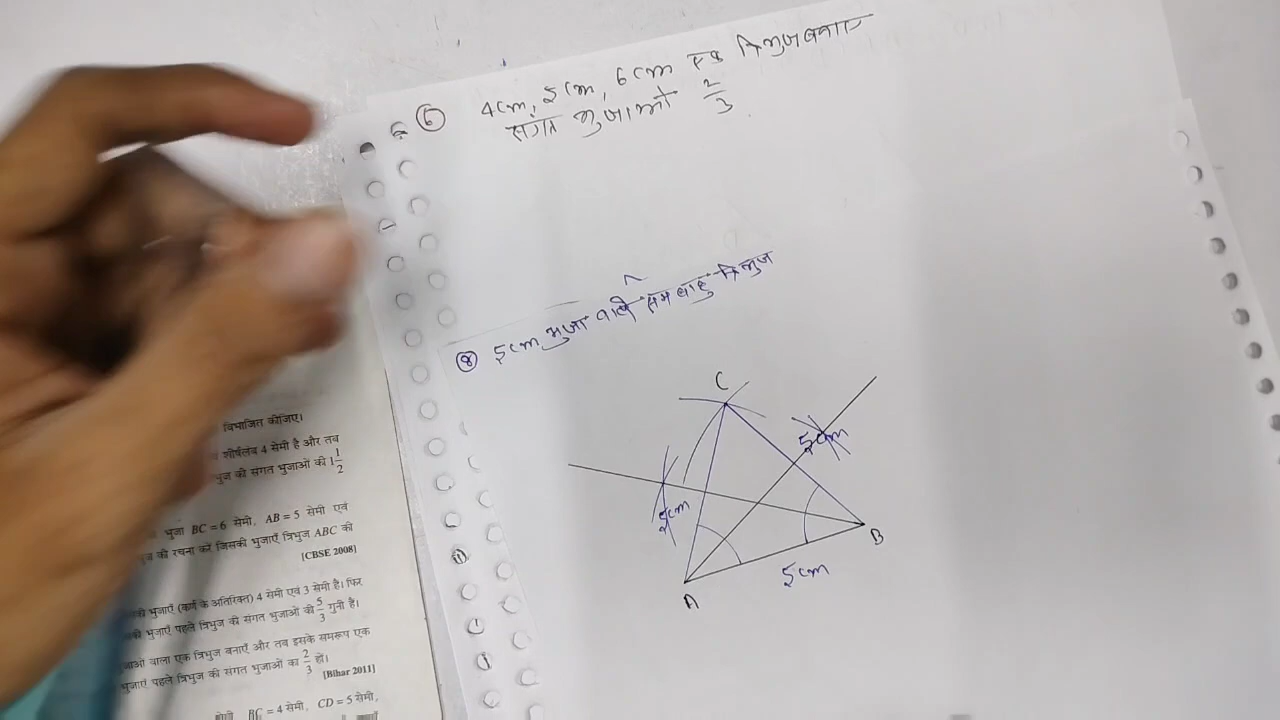 ⑥ 4cm, 5cm, 6cm एक त्रिभुज बनाए
संगत भुजाओ 2/3
⑧ 5cm भुजा वाले समबाहु त्रिभुज
C
5cm
5cm
5cm
B
A
विभाजित कीजिए।
शीर्षलंब 4 सेमी है और तब
की संगत भुजाओं की 1 1/2
भुजा BC = 6 सेमी, AB = 5 सेमी एवं
की रचना करें जिसकी भुजाएँ त्रिभुज ABC की
[CBSE 2008]
की भुजाएँ (कर्ण के अतिरिक्त) 4 सेमी एवं 3 सेमी है। फिर
की भुजाएँ पहले त्रिभुज की संगत भुजाओं की 5/3 गुनी है।
वाला एक त्रिभुज बनाएँ और तब इसके समरूप एक
भुजाएँ पहले त्रिभुज की संगत भुजाओं का 2/3 हो।
[Bihar 2011]
BC = 4 सेमी, CD = 5 सेमी,